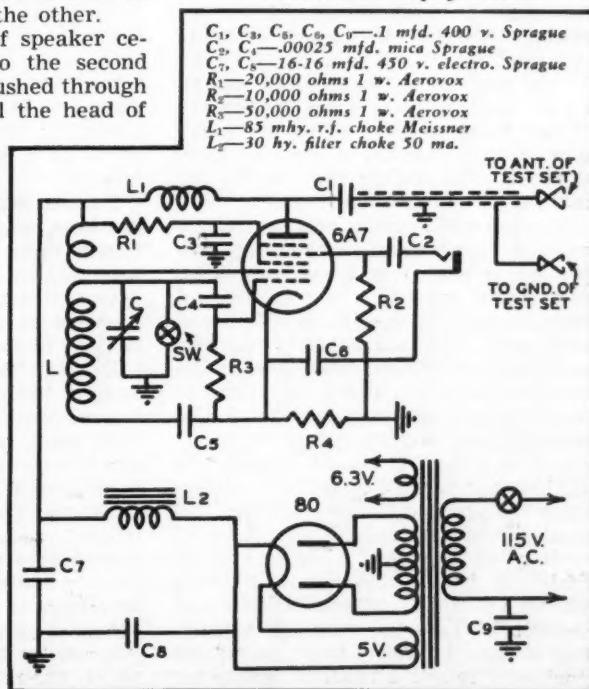 the other.
f speaker ce-
o the second
ushed through
l the head of
C₁, C₃, C₅, C₆, C₉—.1 mfd. 400 v. Sprague
C₂, C₄—.00025 mfd. mica Sprague
C₇, C₈—16-16 mfd. 450 v. electro. Sprague
R₁—20,000 ohms 1 w. Aerovox
R₂—10,000 ohms 1 w. Aerovox
R₃—50,000 ohms 1 w. Aerovox
L₁—85 mhy. r.f. choke Meissner
L₂—30 hy. filter choke 50 ma.
L1
C1
TO ANT. OF
TEST SET)
R1
C3
6A7
C2
TO GND. OF
TEST SET
L
C
SW.
C4
R3
R2
C6
C5
R4
L2
80
6.3V.
115 V.
A.C.
C7
C8
5V.
C9